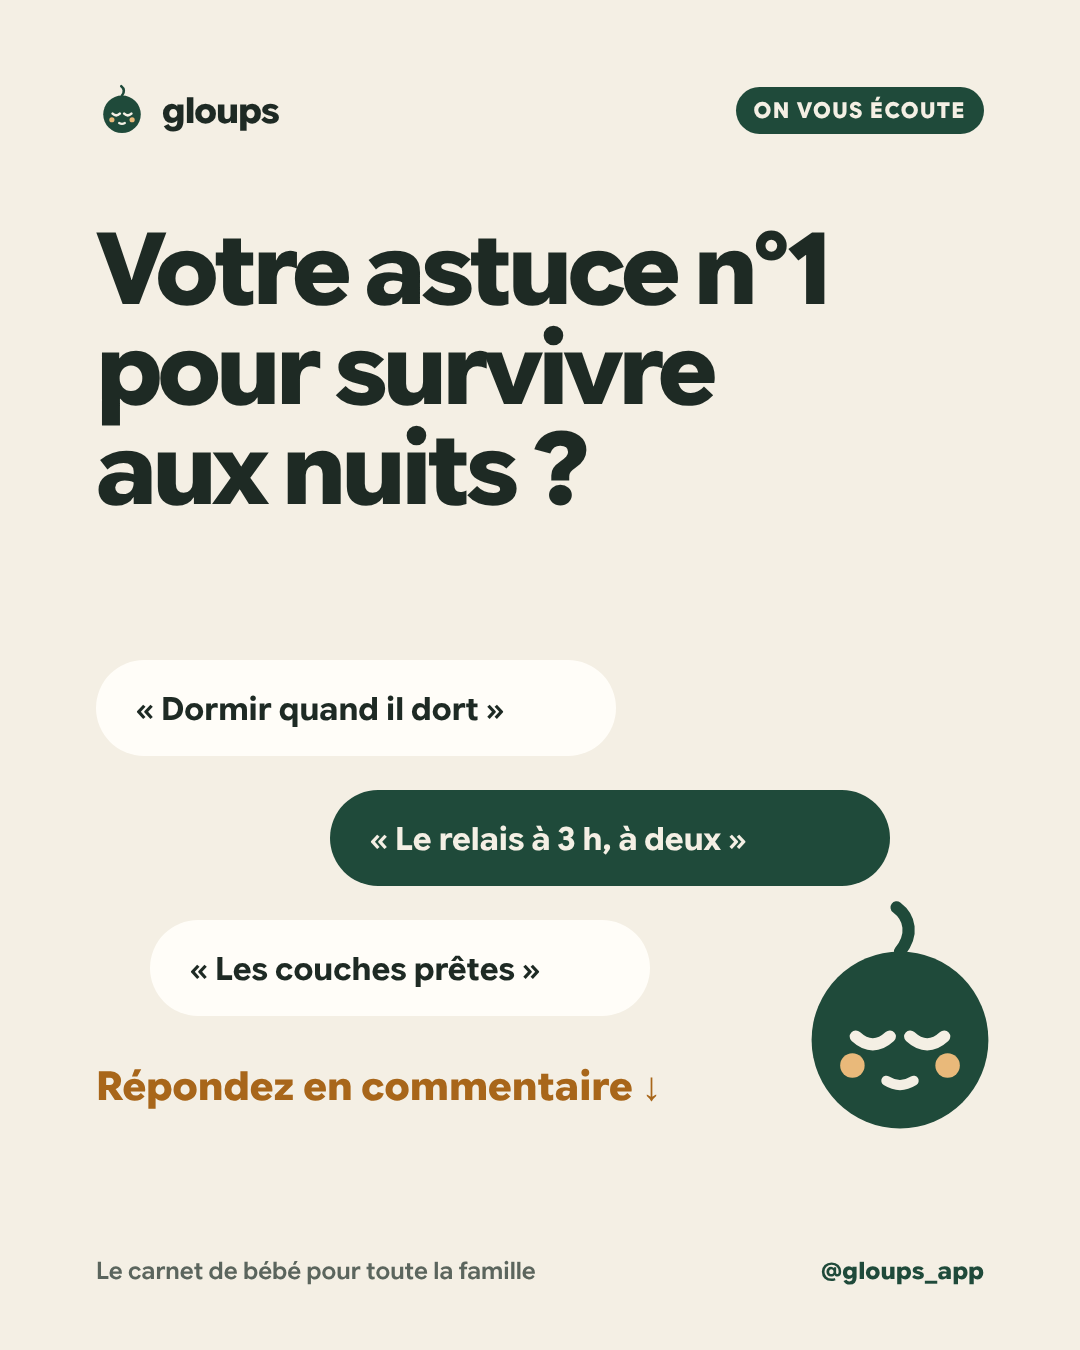 gloups
ON VOUS ÉCOUTE
Votre astuce n°1
pour survivre
aux nuits ?
« Dormir quand il dort »
« Le relais à 3 h, à deux »
« Les couches prêtes »
Répondez en commentaire ↓
Le carnet de bébé pour toute la famille
@gloups_app